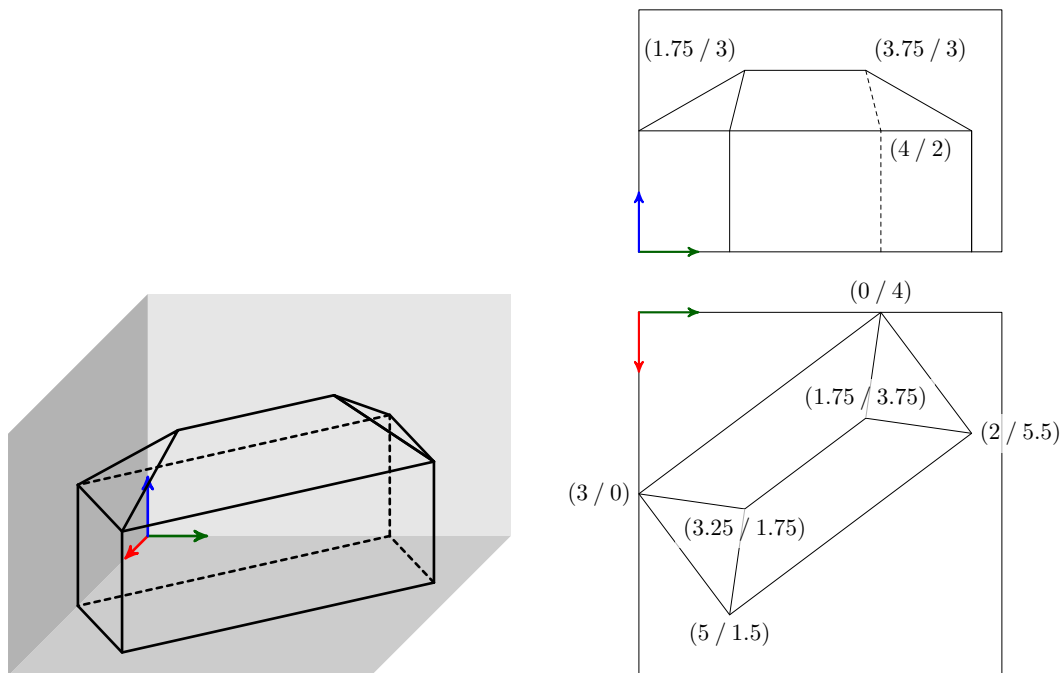 (1.75 / 3)
(3.75 / 3)
(4 / 2)
(0 / 4)
(1.75 / 3.75)
(2 / 5.5)
(3 / 0)
(3.25 / 1.75)
(5 / 1.5)